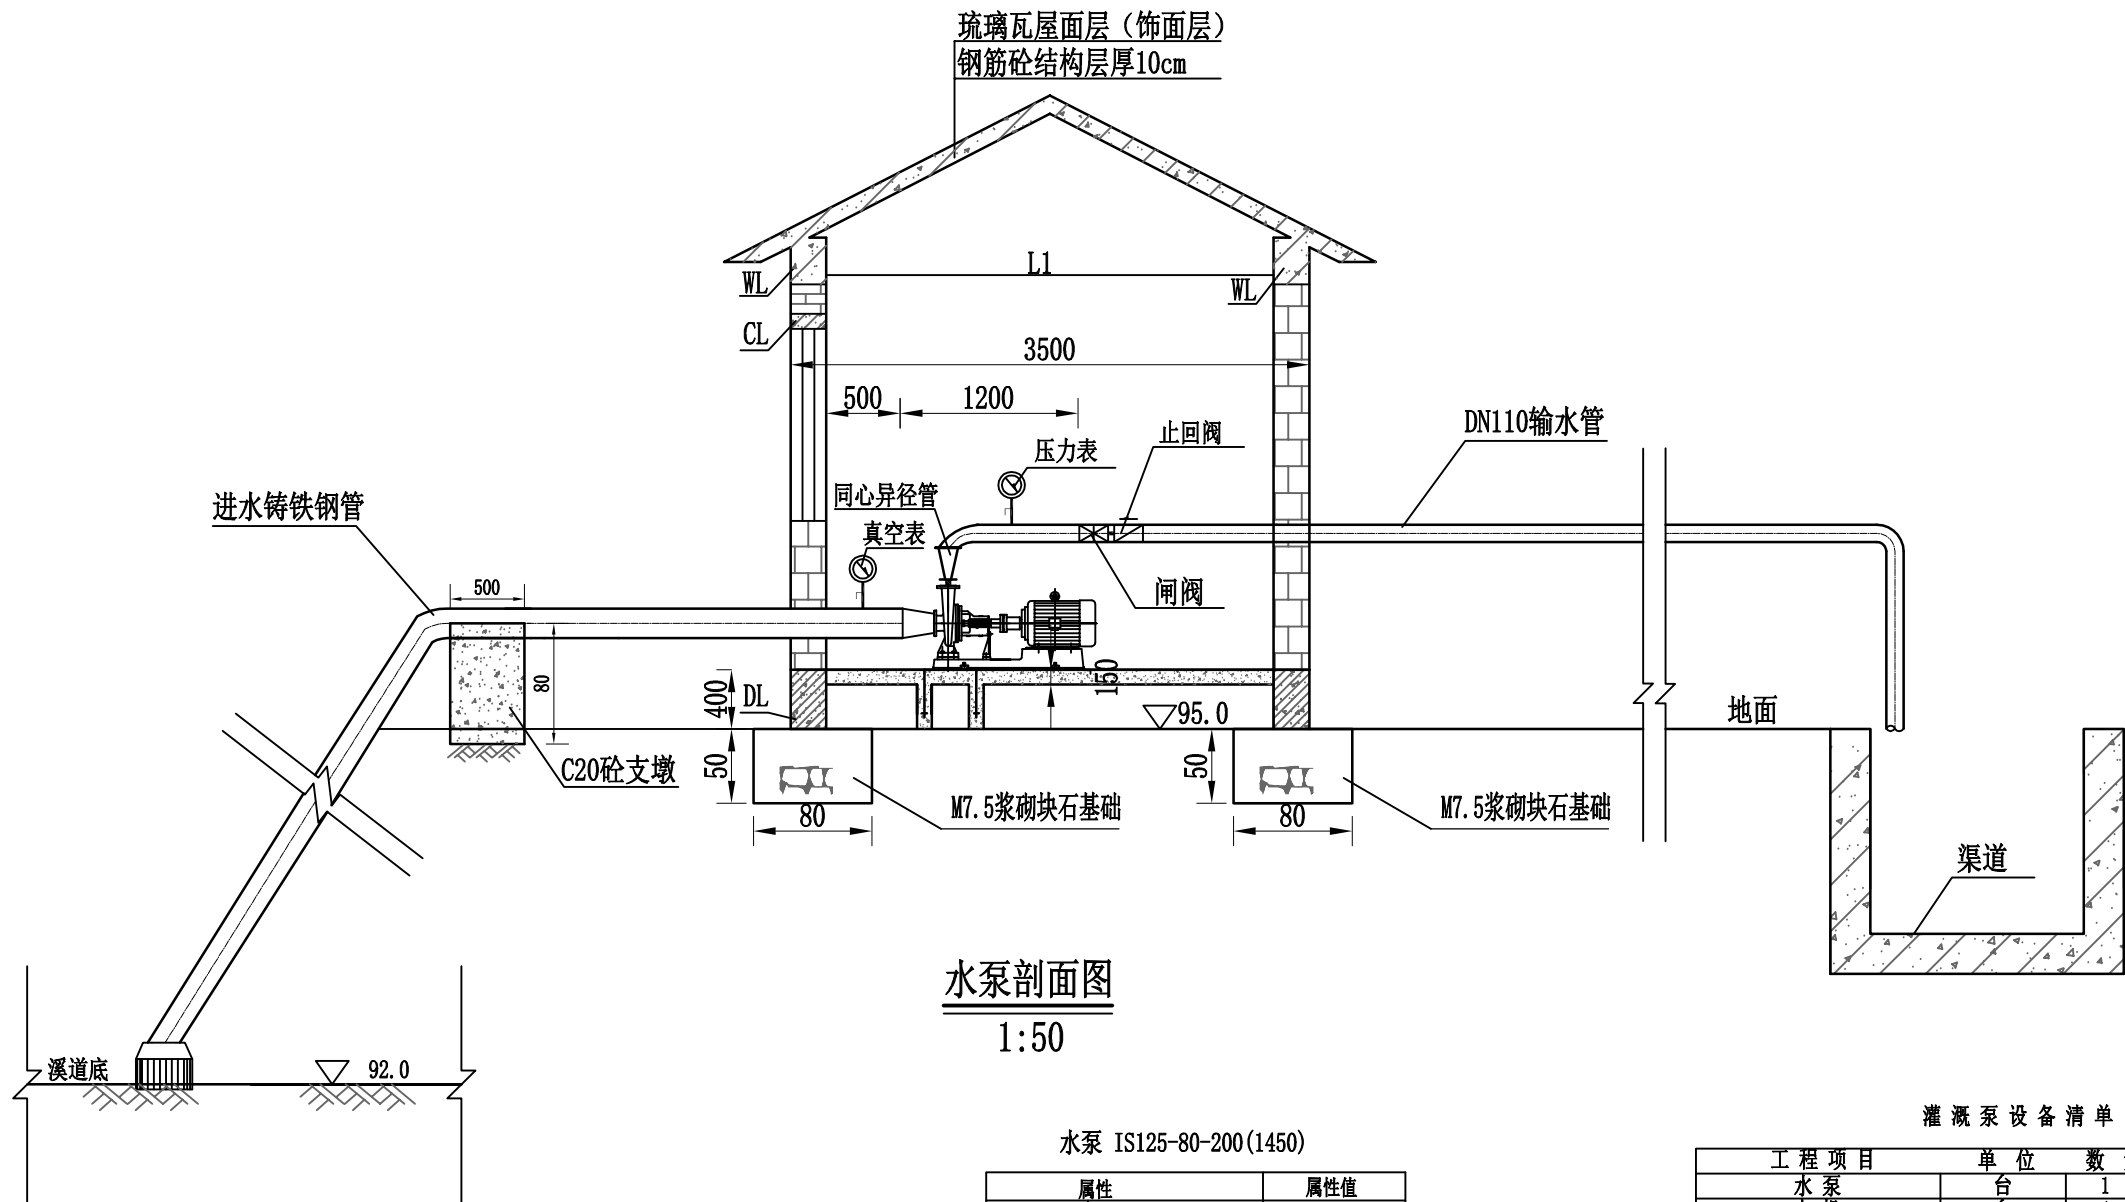 琉璃瓦屋面层（饰面层）
钢筋砼结构层厚10cm
L1
WL
WL
CL
3500
500
1200
DN110输水管
止回阀
压力表
同心异径管
进水铸铁钢管
真空表
闸阀
500
80
150
400
DL
95.0
地面
50
50
C20砼支墩
M7.5浆砌块石基础
M7.5浆砌块石基础
80
80
渠道
水泵剖面图
1:50
溪道底
92.0
灌溉泵设备清单
水泵 IS125-80-200(1450)
工程项目 单位 数
属性 属性值
水泵 台 1